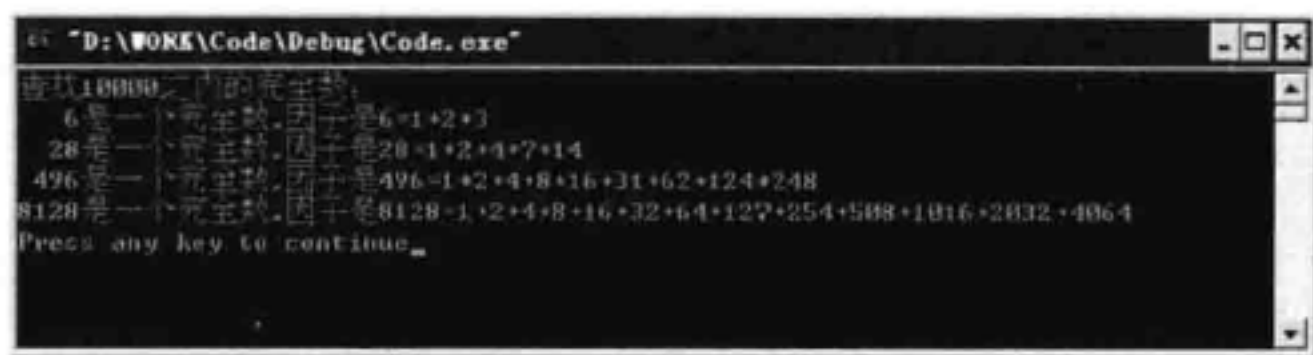 "D:\WORK\Code\Debug\Code.exe"
查找10000之内的完全数:
6是一个完全数,因子是6=1+2+3
28是一个完全数,因子是28=1+2+4+7+14
496是一个完全数,因子是496=1+2+4+8+16+31+62+124+248
8128是一个完全数,因子是8128=1+2+4+8+16+32+64+127+254+508+1016+2032+4064
Press any key to continue_